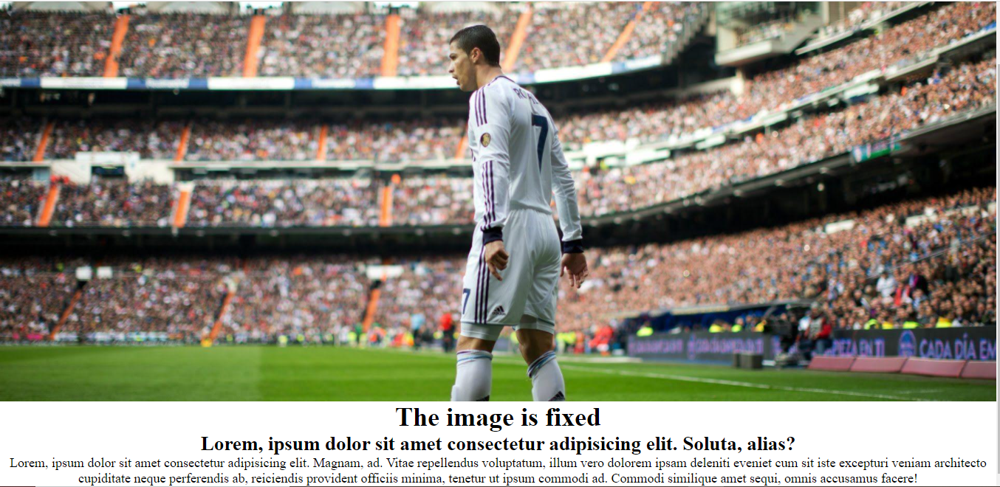 7
7
PIEZA EN TI
CADA DÍA EM
The image is fixed
Lorem, ipsum dolor sit amet consectetur adipisicing elit. Soluta, alias?
Lorem, ipsum dolor sit amet consectetur adipisicing elit. Magnam, ad. Vitae repellendus voluptatum, illum vero dolorem ipsam deleniti eveniet cum sit iste excepturi veniam architecto
cupiditate neque perferendis ab, reiciendis provident officiis minima, tenetur ut ipsum commodi ad. Commodi similique amet sequi, omnis accusamus facere!